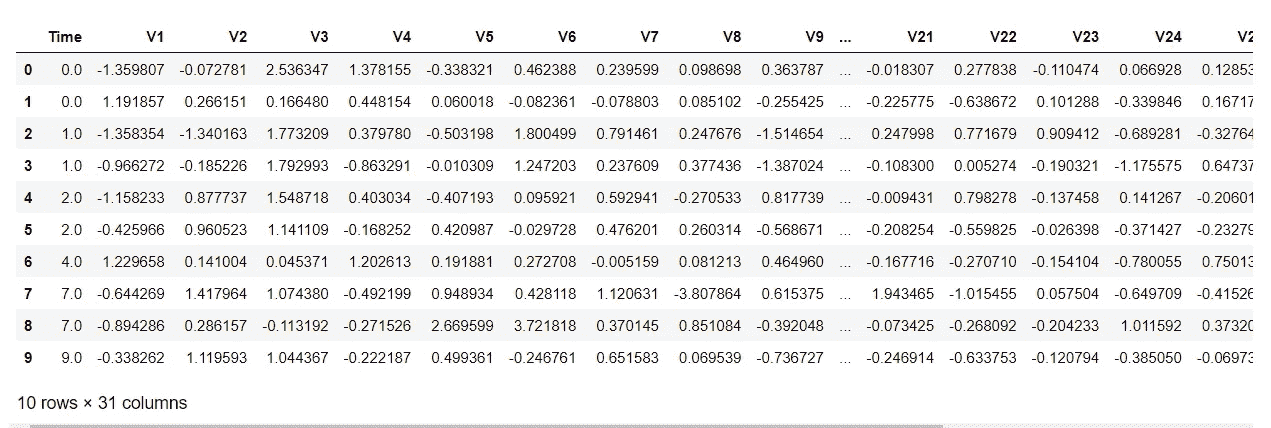 Time V1 V2 V3 V4 V5 V6 V7 V8 V9 ... V21 V22 V23 V24 V2
0 0.0 -1.359807 -0.072781 2.536347 1.378155 -0.338321 0.462388 0.239599 0.098698 0.363787 ... -0.018307 0.277838 -0.110474 0.066928 0.12853
1 0.0 1.191857 0.266151 0.166480 0.448154 0.060018 -0.082361 -0.078803 0.085102 -0.255425 ... -0.225775 -0.638672 0.101288 -0.339846 0.16717
2 1.0 -1.358354 -1.340163 1.773209 0.379780 -0.503198 1.800499 0.791461 0.247676 -1.514654 ... 0.247998 0.771679 0.909412 -0.689281 -0.32764
3 1.0 -0.966272 -0.185226 1.792993 -0.863291 -0.010309 1.247203 0.237609 0.377436 -1.387024 ... -0.108300 0.005274 -0.190321 -1.175575 0.64737
4 2.0 -1.158233 0.877737 1.548718 0.403034 -0.407193 0.095921 0.592941 -0.270533 0.817739 ... -0.009431 0.798278 -0.137458 0.141267 -0.20601
5 2.0 -0.425966 0.960523 1.141109 -0.168252 0.420987 -0.029728 0.476201 0.260314 -0.568671 ... -0.208254 -0.559825 -0.026398 -0.371427 -0.23279
6 4.0 1.229658 0.141004 0.045371 1.202613 0.191881 0.272708 -0.005159 0.081213 0.464960 ... -0.167716 -0.270710 -0.154104 -0.780055 0.75013
7 7.0 -0.644269 1.417964 1.074380 -0.492199 0.948934 0.428118 1.120631 -3.807864 0.615375 ... 1.943465 -1.015455 0.057504 -0.649709 -0.41526
8 7.0 -0.894286 0.286157 -0.113192 -0.271526 2.669599 3.721818 0.370145 0.851084 -0.392048 ... -0.073425 -0.268092 -0.204233 1.011592 0.37320
9 9.0 -0.338262 1.119593 1.044367 -0.222187 0.499361 -0.246761 0.651583 0.069539 -0.736727 ... -0.246914 -0.633753 -0.120794 -0.385050 -0.06973
10 rows × 31 columns